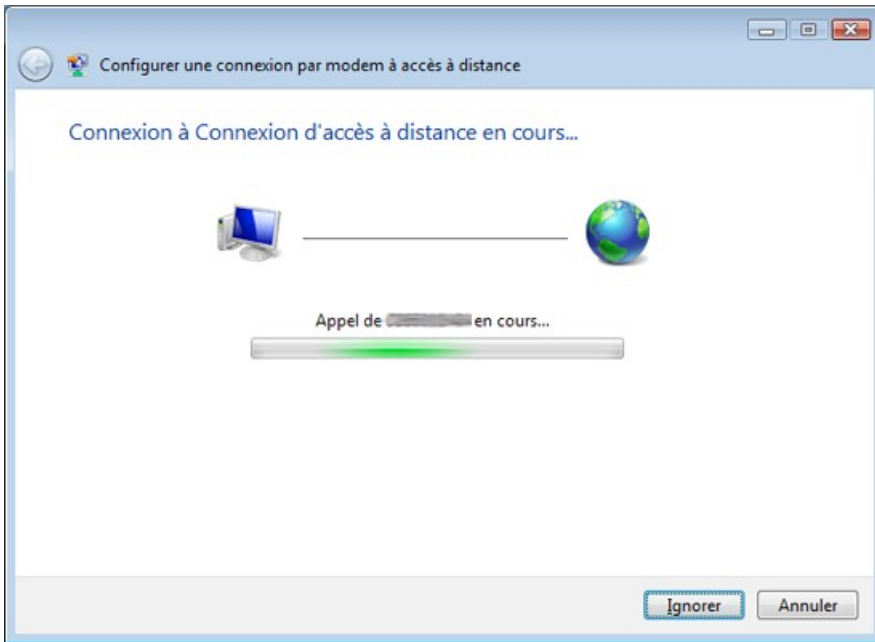 Configurer une connexion par modem à accès à distance
Connexion à Connexion d'accès à distance en cours...
Appel de en cours...
Ignorer
Annuler